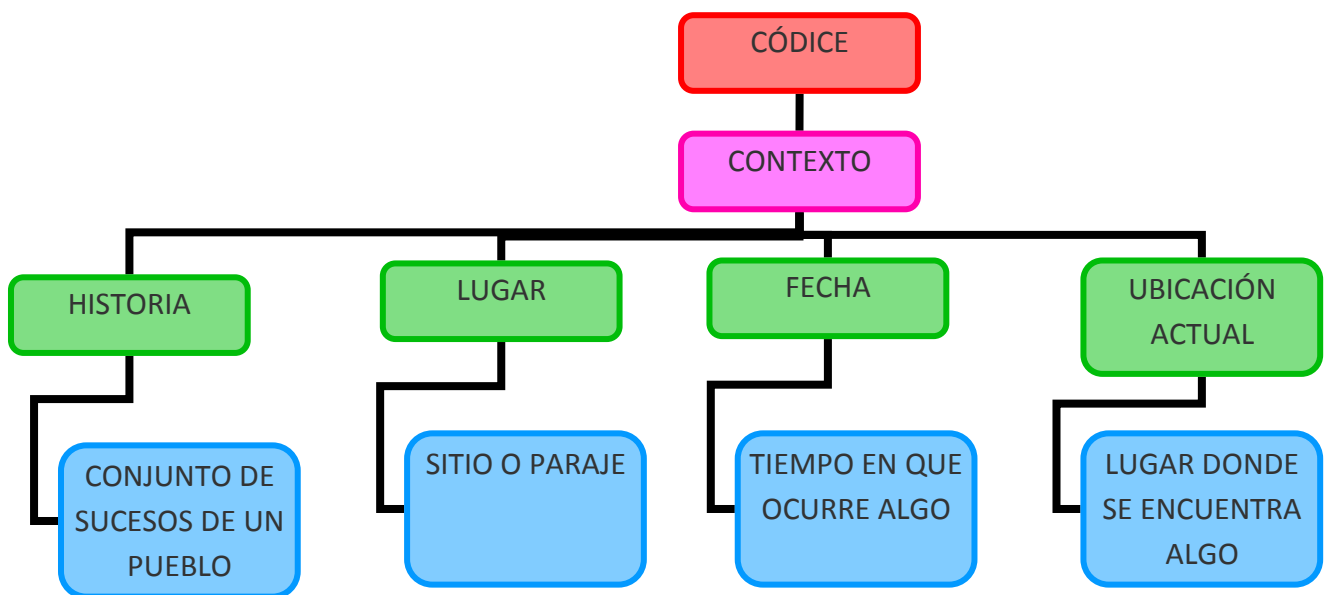 CÓDICE
CONTEXTO
HISTORIA
LUGAR
FECHA
UBICACIÓN
ACTUAL
CONJUNTO DE
SUCESOS DE UN
PUEBLO
SITIO O PARAJE
TIEMPO EN QUE
OCURRE ALGO
LUGAR DONDE
SE ENCUENTRA
ALGO